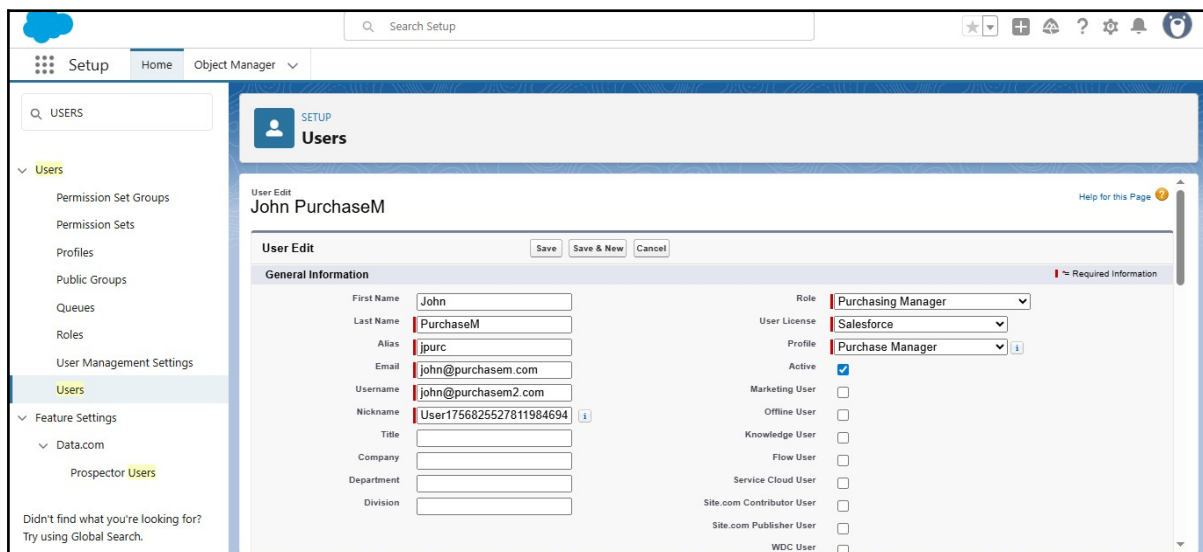 Search Setup
Setup
Home
Object Manager
USERS
Users
Permission Set Groups
Permission Sets
Profiles
Public Groups
Queues
Roles
User Management Settings
Users
Feature Settings
Data.com
Prospector Users
Didn't find what you're looking for?
Try using Global Search.
SETUP
Users
User Edit
John PurchaseM
Help for this Page ?
User Edit Save Save & New Cancel
General Information = Required Information
First Name John
Last Name PurchaseM
Alias jpurc
Email john@purchasem.com
Username john@purchasem2.com
Nickname User1756825527811984694 i
Title
Company
Department
Division
Role Purchasing Manager
User License Salesforce
Profile Purchase Manager i
Active
Marketing User
Offline User
Knowledge User
Flow User
Service Cloud User
Site.com Contributor User
Site.com Publisher User
WDC User